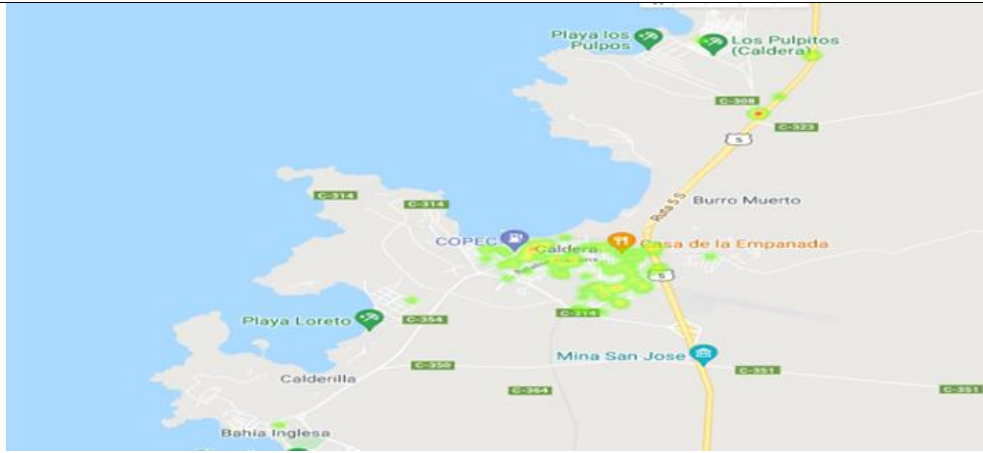 Playa los
Pulpos
Los Pulpitos
(Caldera)
C-308
C-323
5
Ruta 5 S
C-314
C-314
Burro Muerto
COPEC
Caldera
Casa de la Empanada
5
C-354
C-314
Playa Loreto
Mina San Jose
C-350
C-351
C-351
Calderilla
C-364
Bahía Inglesa